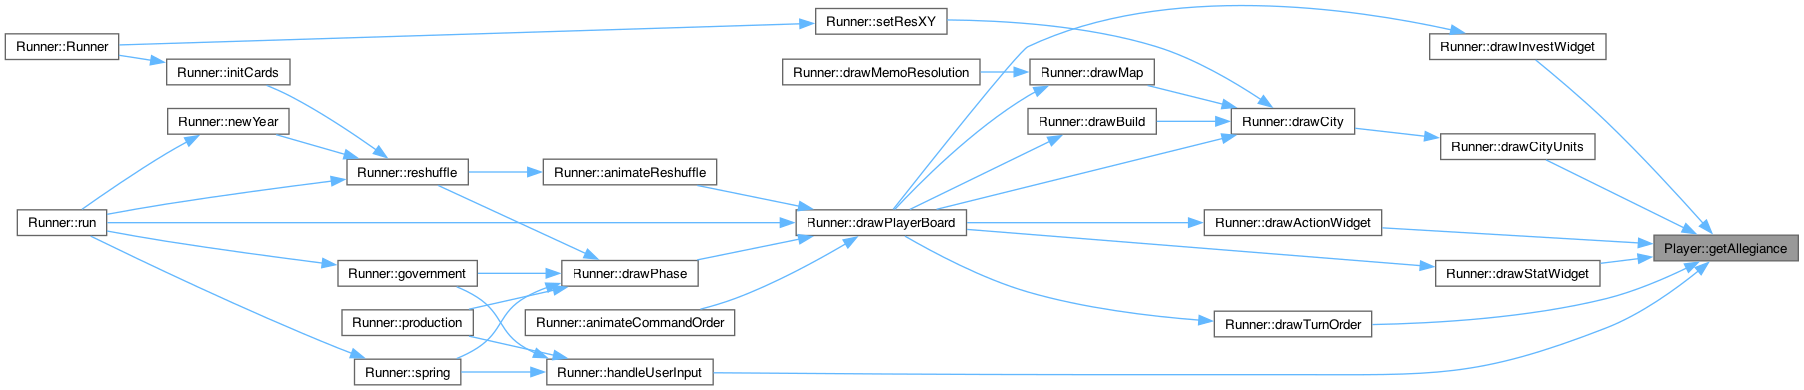 Runner::setResXY
Runner::Runner
Runner::drawInvestWidget
Runner::initCards
Runner::drawMemoResolution
Runner::drawMap
Runner::newYear
Runner::drawBuild
Runner::drawCity
Runner::drawCityUnits
Runner::reshuffle
Runner::animateReshuffle
Runner::run
Runner::drawPlayerBoard
Runner::drawActionWidget
Player::getAllegiance
Runner::government
Runner::drawPhase
Runner::drawStatWidget
Runner::production
Runner::animateCommandOrder
Runner::drawTurnOrder
Runner::spring
Runner::handleUserInput